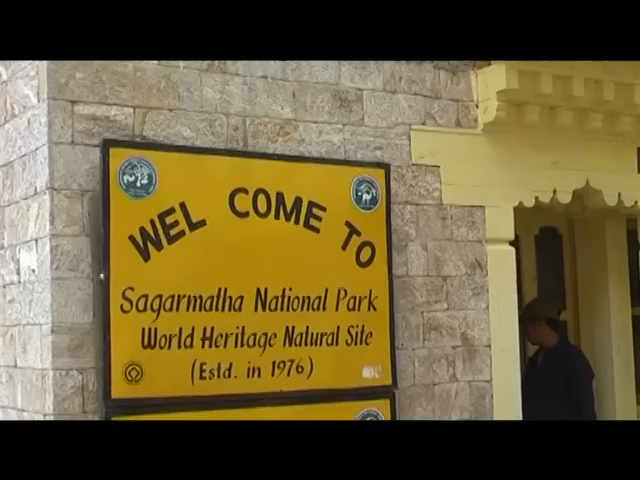 WEL COME TO
Sagarmatha National Park
World Heritage Natural Site
(Estd. in 1976)